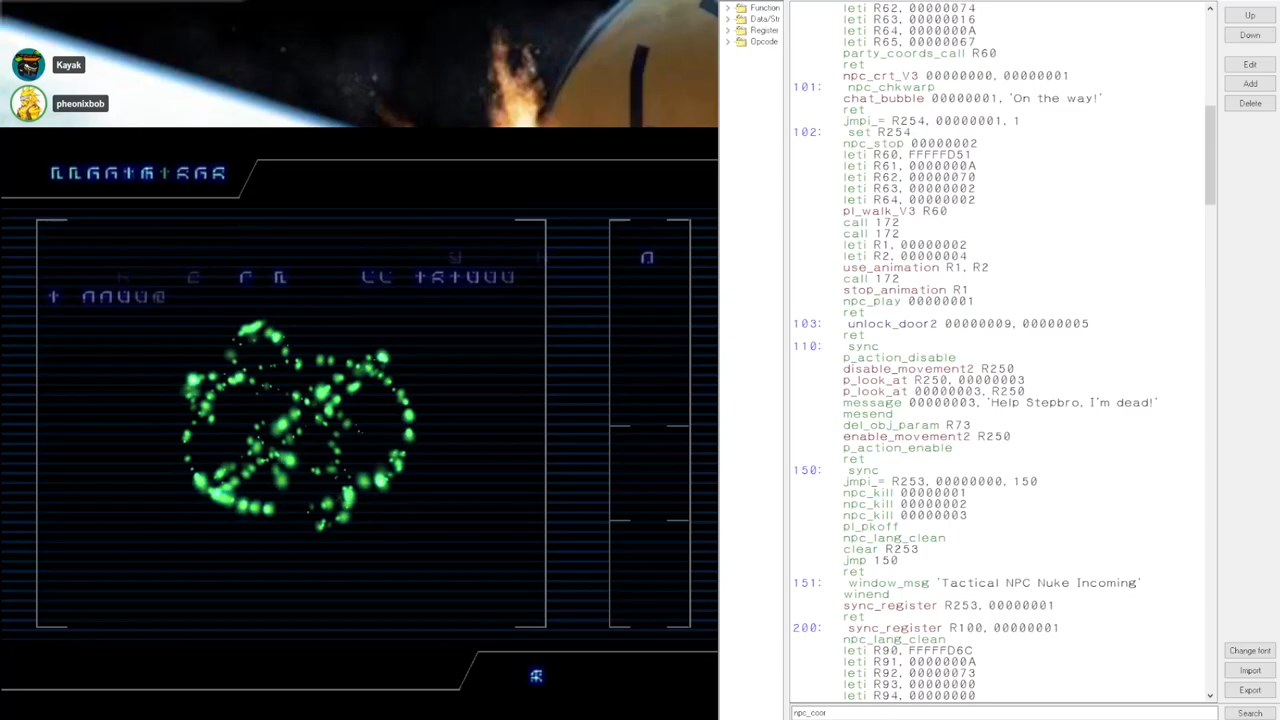 Kayak
pheonixbob
Function
Data/Str
Register
Opcode
leti R62, 00000074
leti R63, 00000016
leti R64, 0000000A
leti R65, 00000067
party_coords_call R60
ret
npc_crt_V3 00000000, 00000001
101: npc_chkwarp
chat_bubble 00000001, 'On the way!'
ret
jmpi_= R254, 00000001, 1
102: set R254
npc_stop 00000002
leti R60, FFFFFD51
leti R61, 0000000A
leti R62, 00000070
leti R63, 00000002
leti R64, 00000002
pl_walk_V3 R60
call 172
call 172
leti R1, 00000002
leti R2, 00000004
use_animation R1, R2
call 172
stop_animation R1
npc_play 00000001
ret
103: unlock_door2 00000009, 00000005
ret
110: sync
p_action_disable
disable_movement2 R250
p_look_at R250, 00000003
p_look_at 00000003, R250
message 00000003, 'Help Stepbro, I'm dead!'
mesend
del_obj_param R73
enable_movement2 R250
p_action_enable
ret
150: sync
jmpi_= R253, 00000000, 150
npc_kill 00000001
npc_kill 00000002
npc_kill 00000003
pl_pkoff
npc_lang_clean
clear R253
jmp 150
ret
151: window_msg 'Tactical NPC Nuke Incoming'
winend
sync_register R253, 00000001
ret
200: sync_register R100, 00000001
npc_lang_clean
leti R90, FFFFFD6C
leti R91, 0000000A
leti R92, 00000073
leti R93, 00000000
leti R94, 00000000
npc_coor
Up
Down
Edit
Add
Delete
Change font
Import
Export
Search